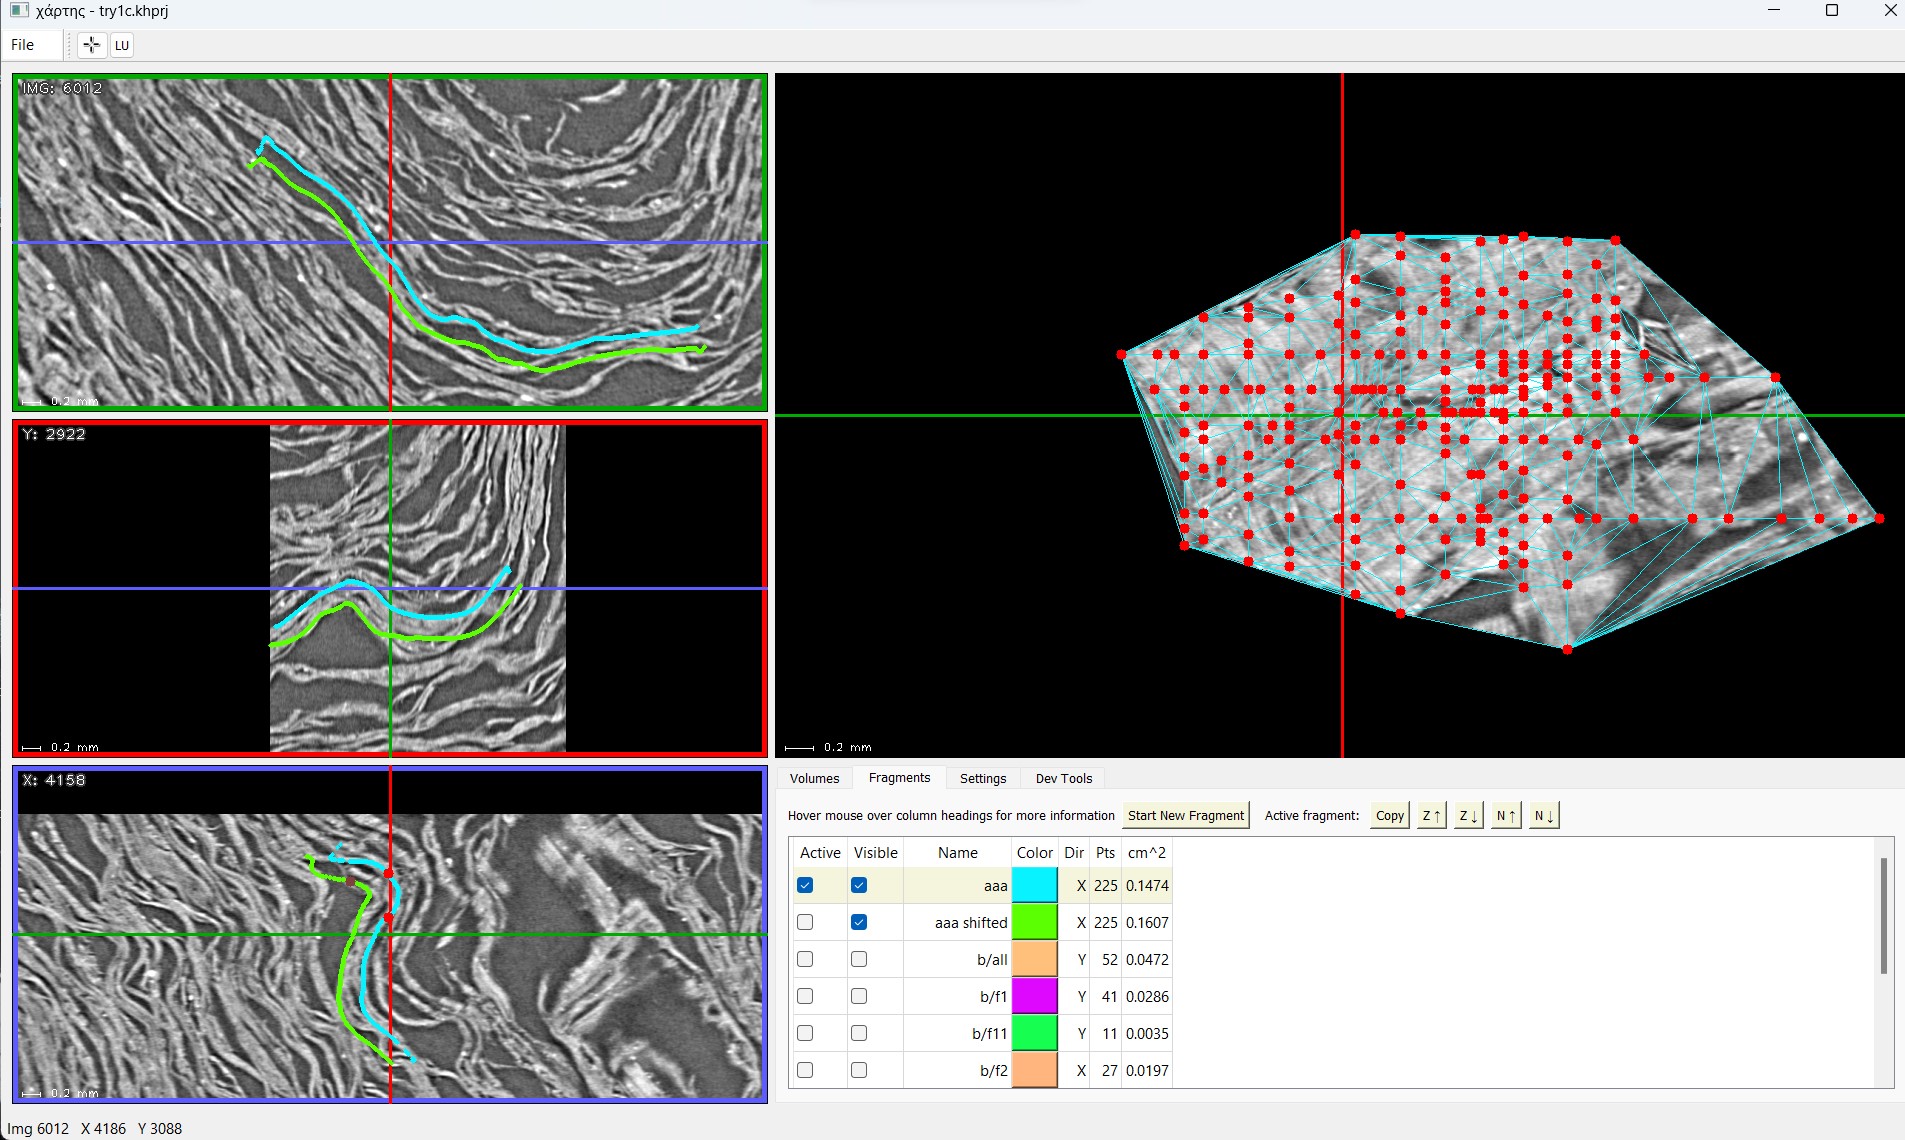 χάρτης - try1c.khprj
File
LU
IMG: 6012
0.2 mm
Y: 2922
0.2 mm
X: 4158
0.2 mm
0.2 mm
Volumes Fragments Settings Dev Tools
Hover mouse over column headings for more information Start New Fragment Active fragment: Copy Z ↑ Z ↓ N ↑ N ↓
Active Visible Name Color Dir Pts cm^2
aaa X 225 0.1474
aaa shifted X 225 0.1607
b/all Y 52 0.0472
b/f1 Y 41 0.0286
b/f11 Y 11 0.0035
b/f2 X 27 0.0197
Img 6012 X 4186 Y 3088